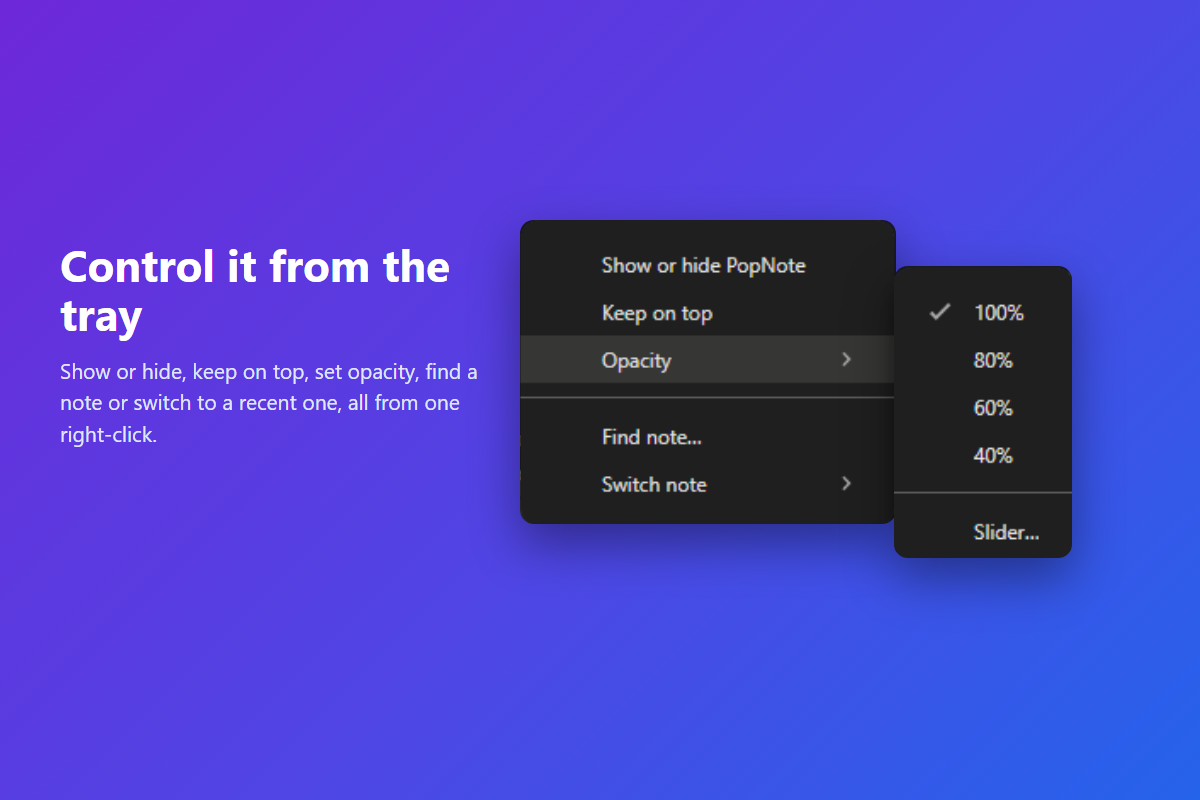 Control it from the
tray
Show or hide, keep on top, set opacity, find a
note or switch to a recent one, all from one
right-click.
Show or hide PopNote
Keep on top
Opacity
Find note...
Switch note
100%
80%
60%
40%
Slider...